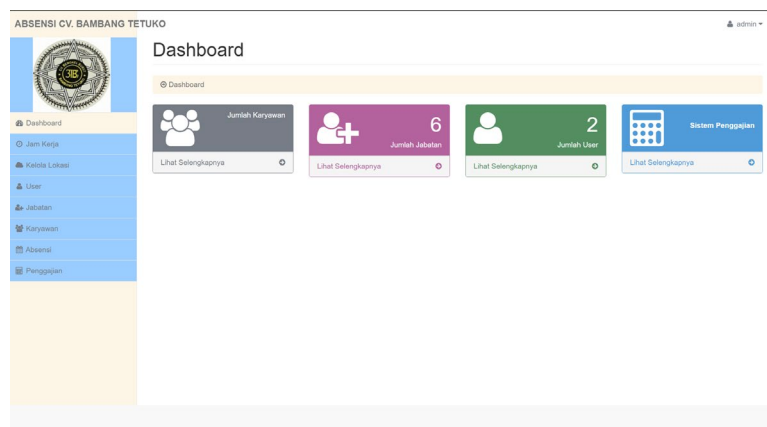 ABSENSI CV. BAMBANG TETUKO
admin
Dashboard
Dashboard
Jumlah Karyawan
Lihat Selengkapnya
6
Jumlah Jabatan
Lihat Selengkapnya
2
Jumlah User
Lihat Selengkapnya
Sistem Penggajian
Lihat Selengkapnya
Dashboard
Jam Kerja
Kelola Lokasi
User
Jabatan
Karyawan
Absensi
Penggajian